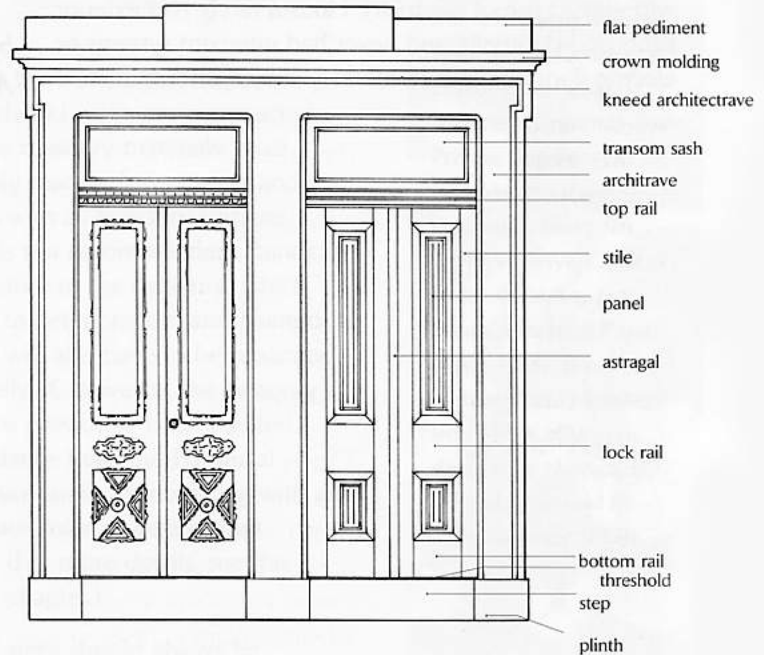 flat pediment
crown molding
kneed architectrave
transom sash
architrave
top rail
stile
panel
astragal
lock rail
bottom rail
threshold
step
plinth